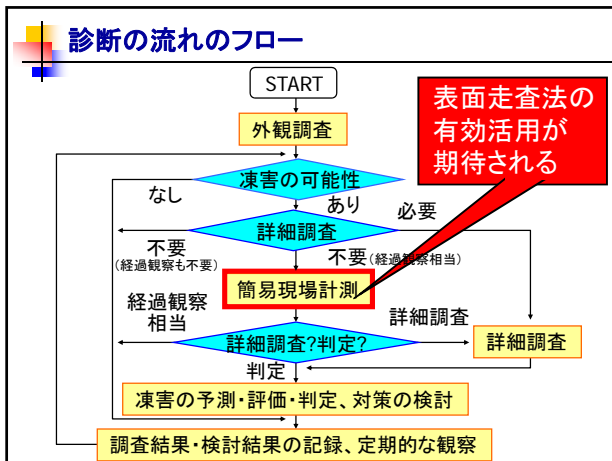 診断の流れのフロー
START
表面走査法の
有効活用が
期待される
外観調査
凍害の可能性
なし
あり
必要
詳細調査
不要
(経過観察も不要)
不要(経過観察相当)
簡易現場計測
経過観察
相当
詳細調査
詳細調査?判定?
詳細調査
判定
凍害の予測・評価・判定、対策の検討
調査結果・検討結果の記録、定期的な観察